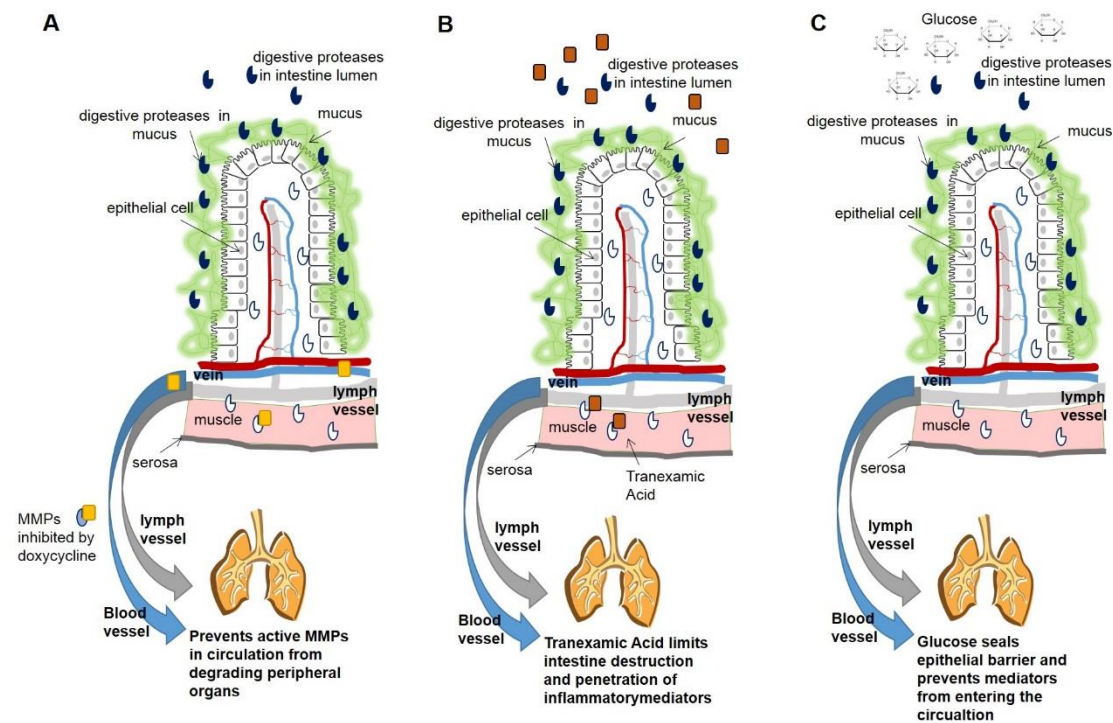 A
digestive proteases
in intestine lumen
digestive proteases in
mucus
mucus
epithelial cell
vein
lymph
vessel
muscle
serosa
MMPs
inhibited by
doxycycline
lymph
vessel
Blood
vessel
Prevents active MMPs
in circulation from
degrading peripheral
organs
B
digestive proteases
in intestine lumen
digestive proteases in
mucus
mucus
epithelial cell
vein
lymph
vessel
muscle
serosa
Tranexamic
Acid
lymph
vessel
Blood
vessel
Tranexamic Acid limits
intestine destruction
and penetration of
inflammatorymediators
C
Glucose
digestive proteases
in intestine lumen
digestive proteases in
mucus
mucus
epithelial cell
vein
lymph
vessel
muscle
serosa
lymph
vessel
Blood
vessel
Glucose seals
epithelial barrier and
prevents mediators
from entering the
circualtion